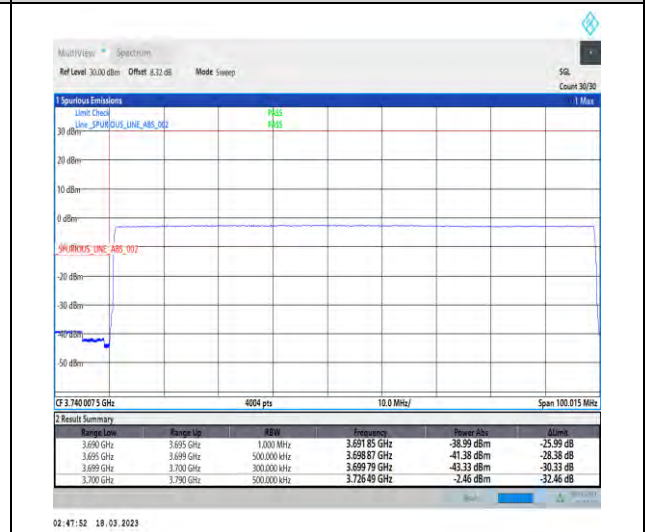 MultiView Spectrum
Ref Level 30.00 dBm Offset 8.32 dB Mode Sweep SGL
Count 30/30
1 Spurious Emissions 1 Max
Limit Check PASS
Line _SPURIOUS_LINE_ABS_002 PASS
30 dBm
20 dBm
10 dBm
0 dBm
_SPURIOUS_LINE_ABS_002
-20 dBm
-30 dBm
-40 dBm
-50 dBm
CF 3.740 007 5 GHz 4004 pts 10.0 MHz/ Span 100.015 MHz
2 Result Summary
Range Low Range Up RBW Frequency Power Abs ΔLimit
3.690 GHz 3.695 GHz 1.000 MHz 3.691 85 GHz -38.99 dBm -25.99 dB
3.695 GHz 3.699 GHz 500.000 kHz 3.698 87 GHz -41.38 dBm -28.38 dB
3.699 GHz 3.700 GHz 300.000 kHz 3.699 79 GHz -43.33 dBm -30.33 dB
3.700 GHz 3.790 GHz 500.000 kHz 3.726 49 GHz -2.46 dBm -32.46 dB
02:47:52 18.03.2023